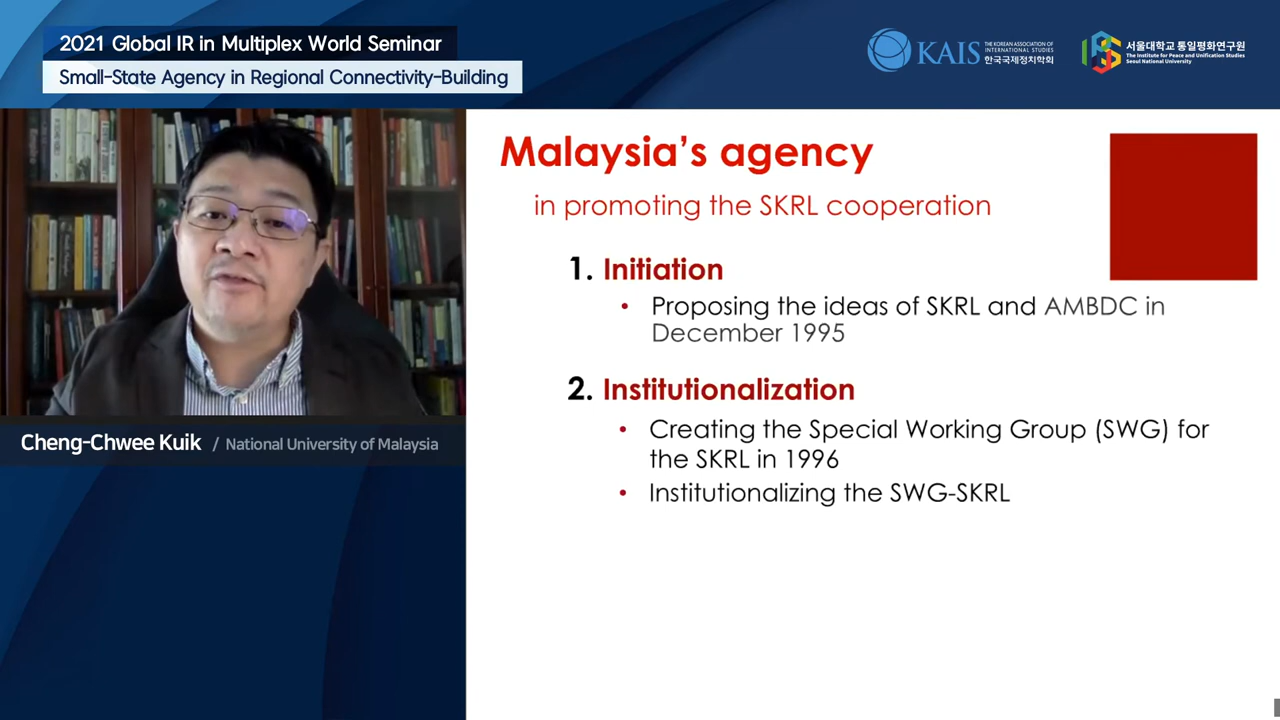 2021 Global IR in Multiplex World Seminar
Small-State Agency in Regional Connectivity-Building
KAIS THE KOREAN ASSOCIATION OF
INTERNATIONAL STUDIES
한국국제정치학회
서울대학교 통일평화연구원
The Institute for Peace and Unification Studies
Seoul National University
Malaysia's agency
in promoting the SKRL cooperation
1. Initiation
• Proposing the ideas of SKRL and AMBDC in
December 1995
2. Institutionalization
• Creating the Special Working Group (SWG) for
the SKRL in 1996
• Institutionalizing the SWG-SKRL
Cheng-Chwee Kuik / National University of Malaysia